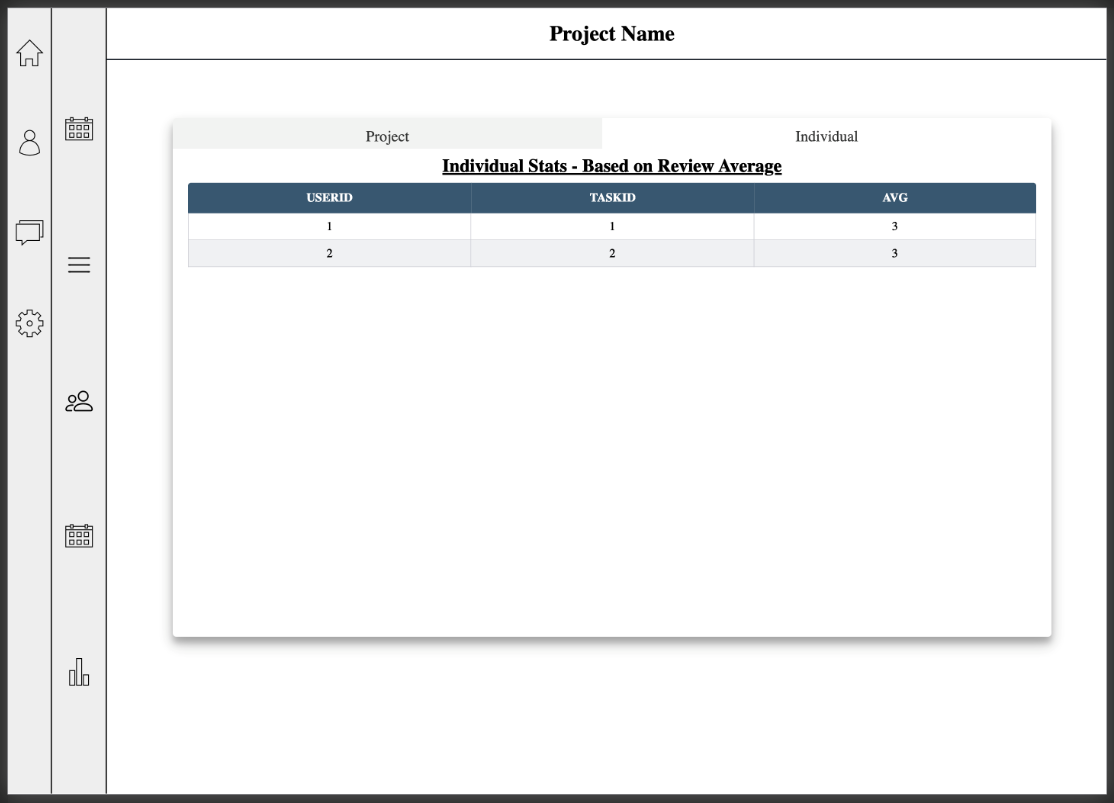 Project Name
Project Individual
Individual Stats - Based on Review Average
USERID TASKID AVG
1 1 3
2 2 3